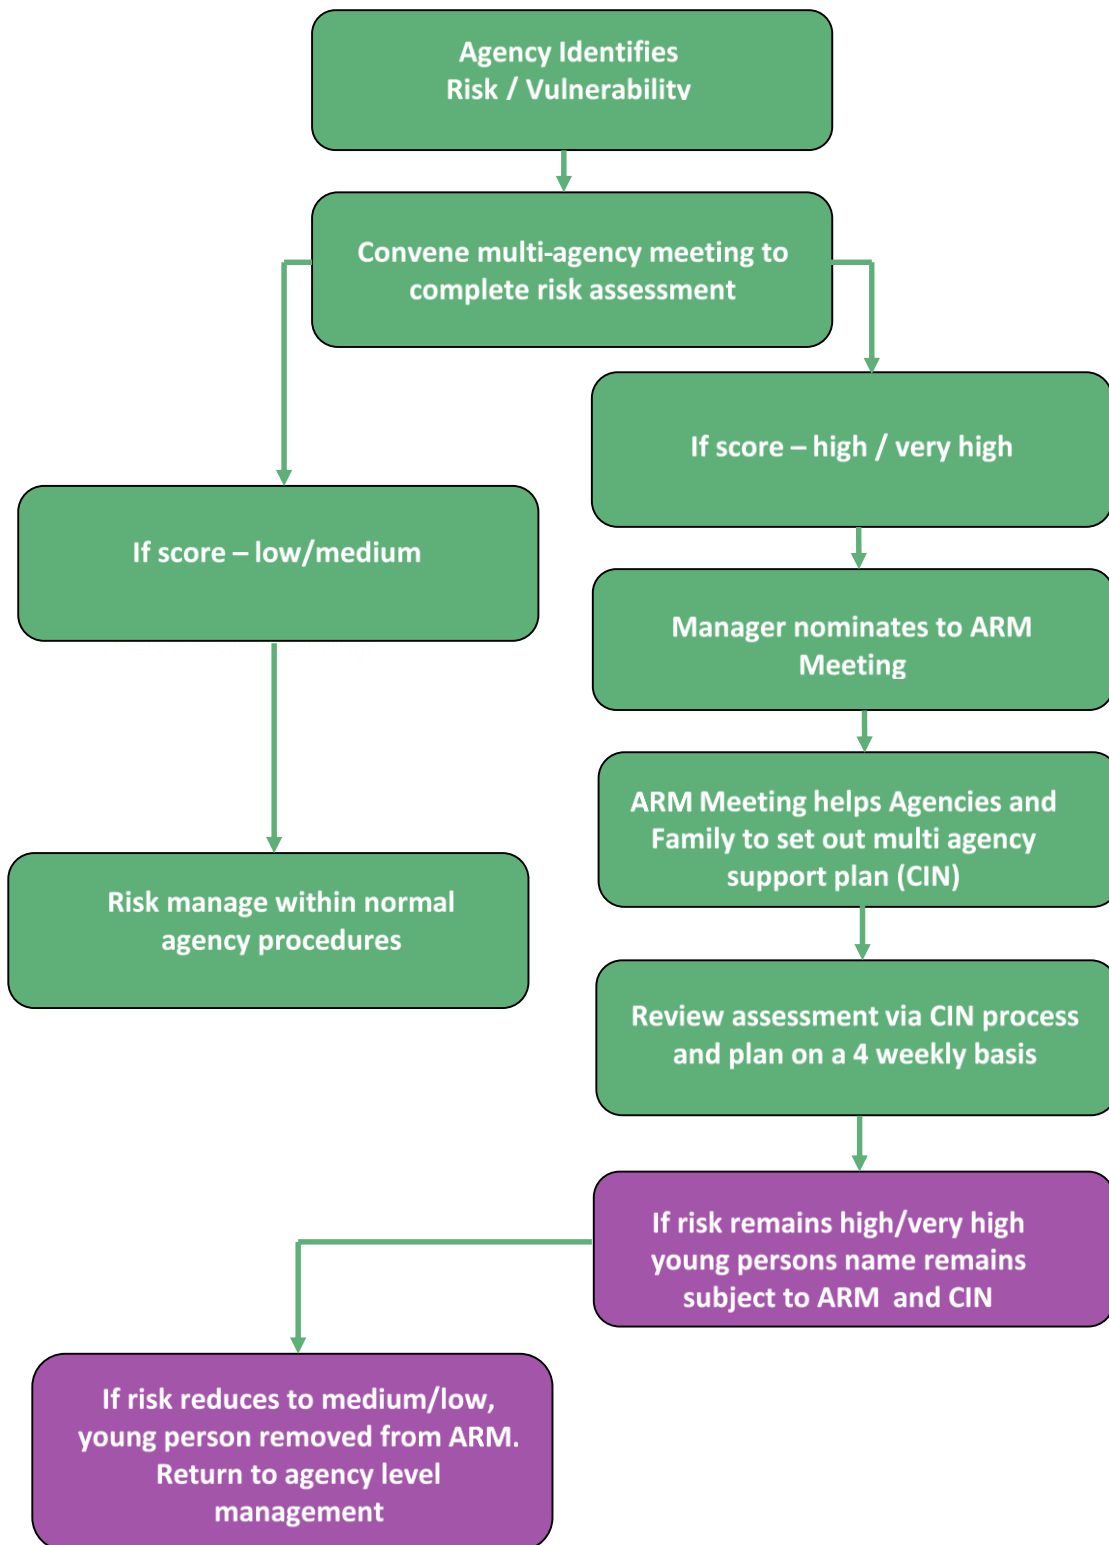 Agency Identifies
Risk / Vulnerability
Convene multi-agency meeting to
complete risk assessment
If score – high / very high
If score – low/medium
Manager nominates to ARM
Meeting
ARM Meeting helps Agencies and
Family to set out multi agency
support plan (CIN)
Risk manage within normal
agency procedures
Review assessment via CIN process
and plan on a 4 weekly basis
If risk remains high/very high
young persons name remains
subject to ARM and CIN
If risk reduces to medium/low,
young person removed from ARM.
Return to agency level
management